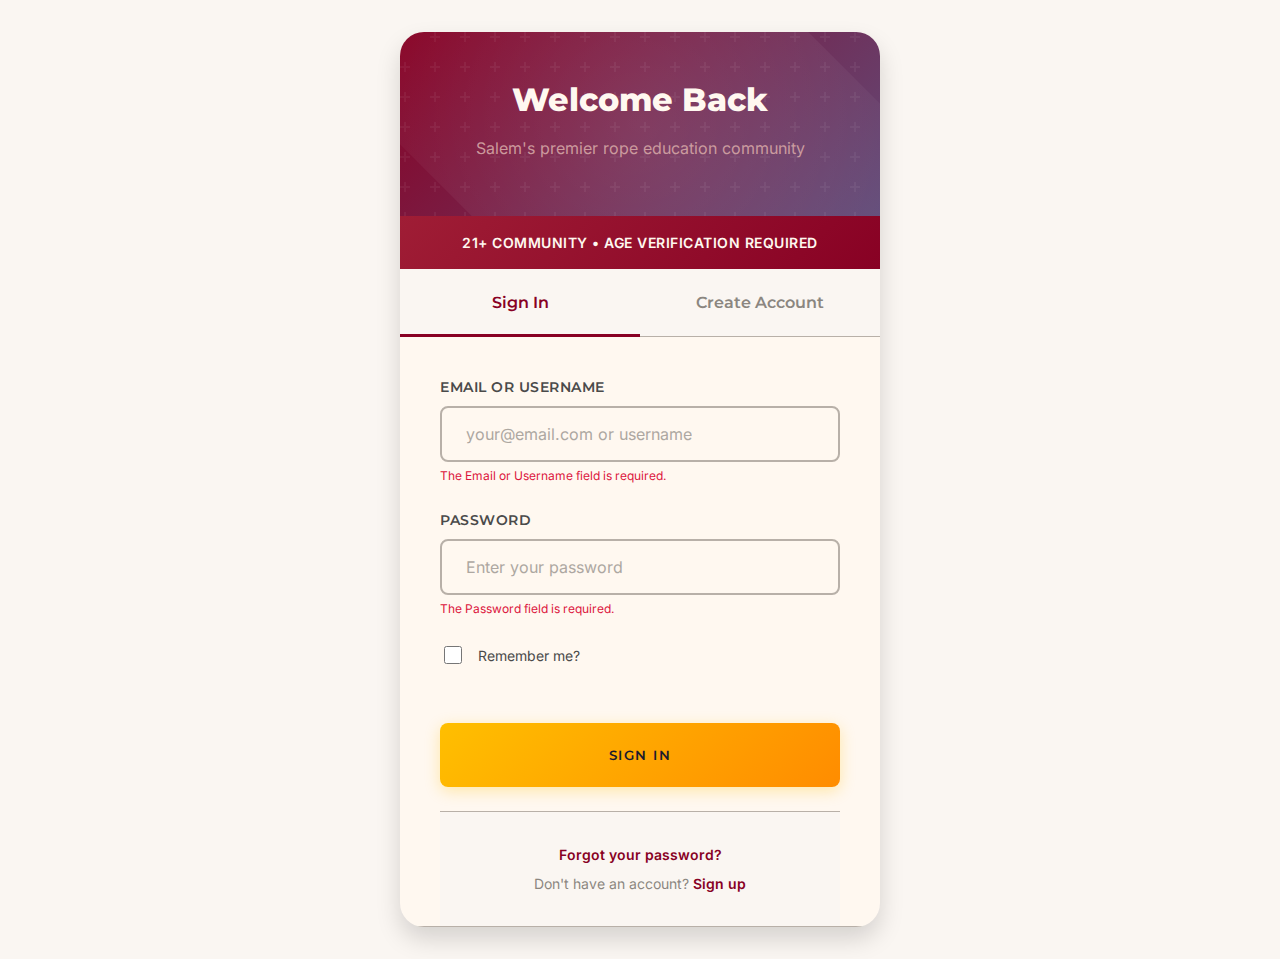 Welcome Back
Salem's premier rope education community
21+ COMMUNITY • AGE VERIFICATION REQUIRED
Sign In
Create Account
EMAIL OR USERNAME
your@email.com or username
The Email or Username field is required.
PASSWORD
Enter your password
The Password field is required.
Remember me?
SIGN IN
Forgot your password?
Don't have an account? Sign up